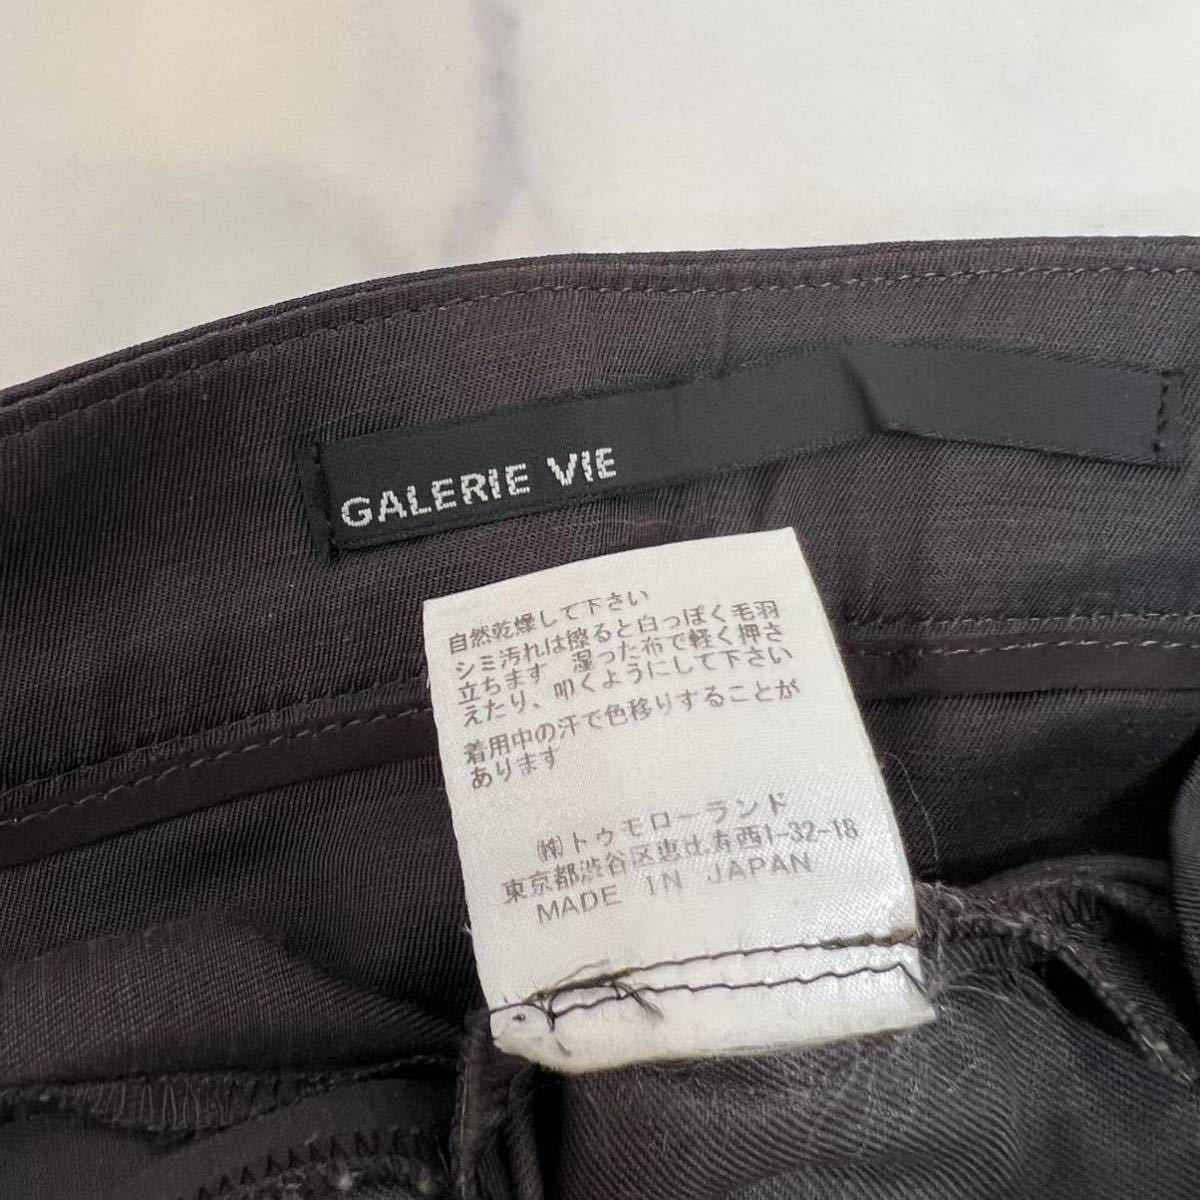 GALERIE VIE
自然乾燥して下さい
シミ汚れは擦ると白っぽく毛羽
立ちます 湿った布で軽く押さ
えたり、叩くようにして下さい
着用中の汗で色移りすることが
あります
㈱トゥモローランド
東京都渋谷区恵比寿西1-32-18
MADE IN JAPAN